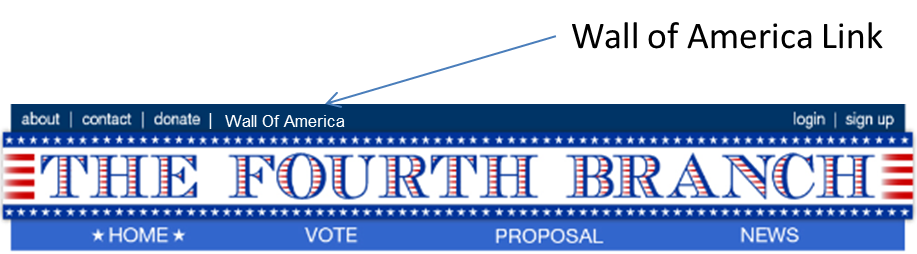 Wall of America Link
about | contact | donate | Wall Of America login | sign up
THE FOURTH BRANCH
★HOME★ VOTE PROPOSAL NEWS